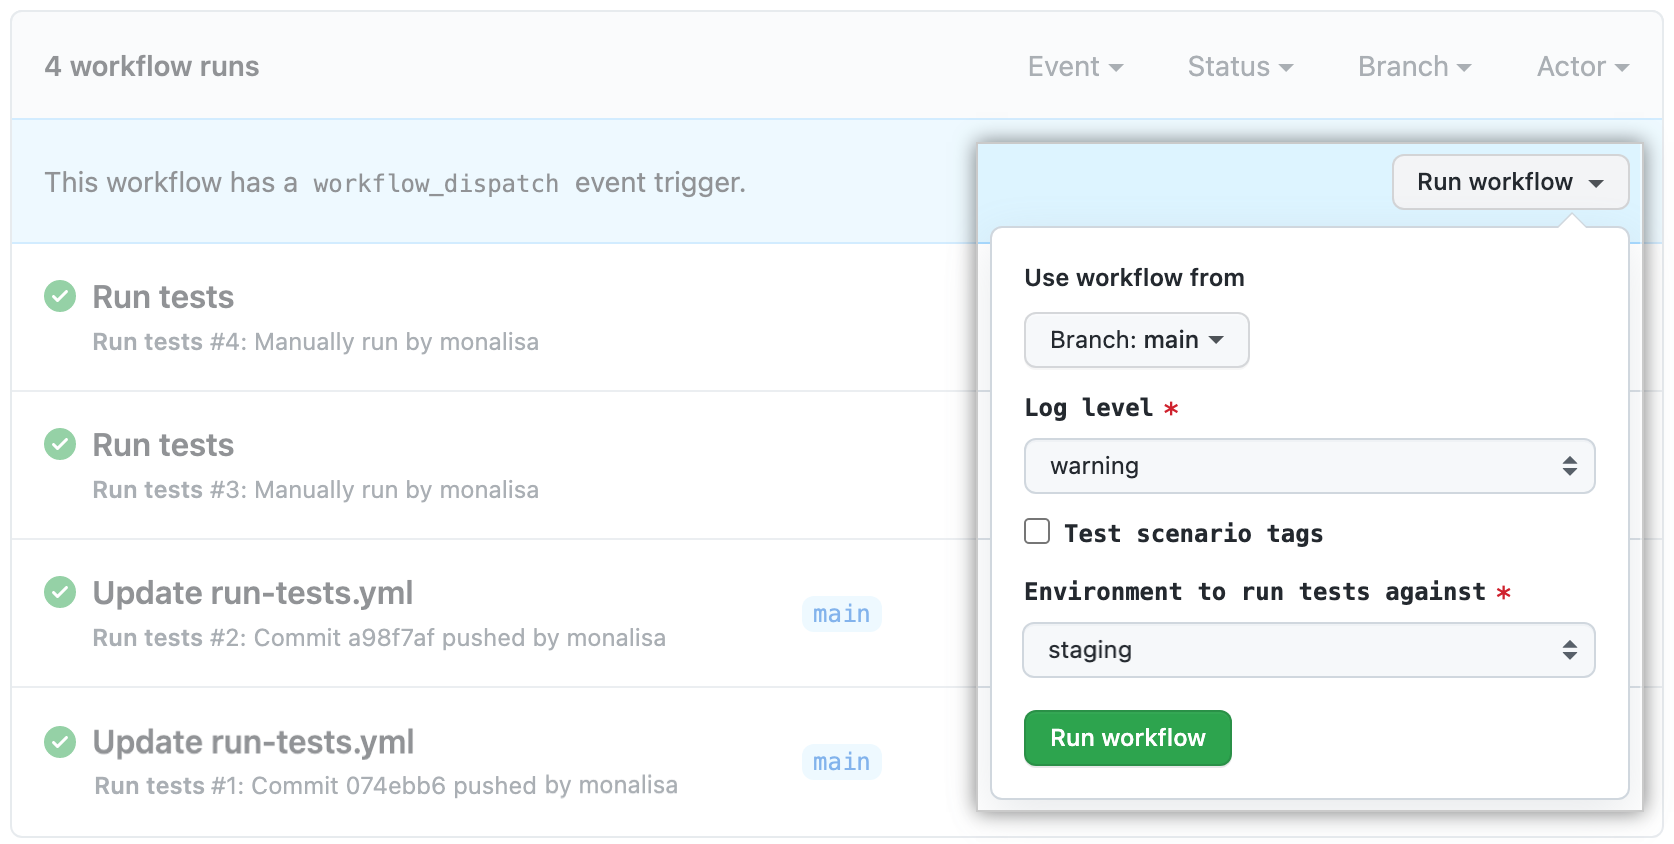 4 workflow runs
Event
Status
Branch
Actor
This workflow has a workflow_dispatch event trigger.
Run workflow
Run tests
Run tests #4: Manually run by monalisa
Run tests
Run tests #3: Manually run by monalisa
Update run-tests.yml
Run tests #2: Commit a98f7af pushed by monalisa
main
Update run-tests.yml
Run tests #1: Commit 074ebb6 pushed by monalisa
main
Use workflow from
Branch: main
Log level *
warning
Test scenario tags
Environment to run tests against *
staging
Run workflow